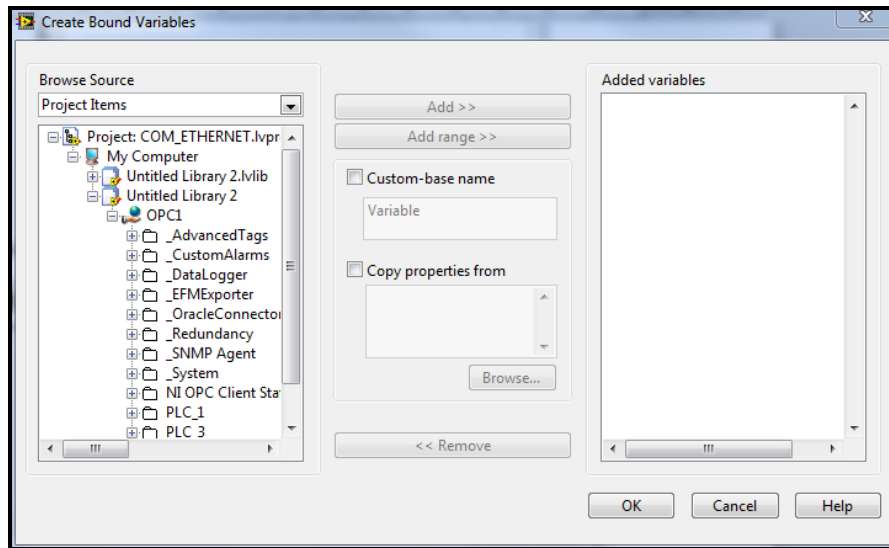 Create Bound Variables
Browse Source
Project Items
Project: COM_ETHERNET.lvpr
My Computer
Untitled Library 2.lvlib
Untitled Library 2
OPC1
_AdvancedTags
_CustomAlarms
_DataLogger
_EFMExporter
_OracleConnector
_Redundancy
_SNMP Agent
_System
NI OPC Client Sta
PLC_1
PLC 3
Add >>
Add range >>
Custom-base name
Variable
Copy properties from
Browse...
<< Remove
Added variables
OK
Cancel
Help